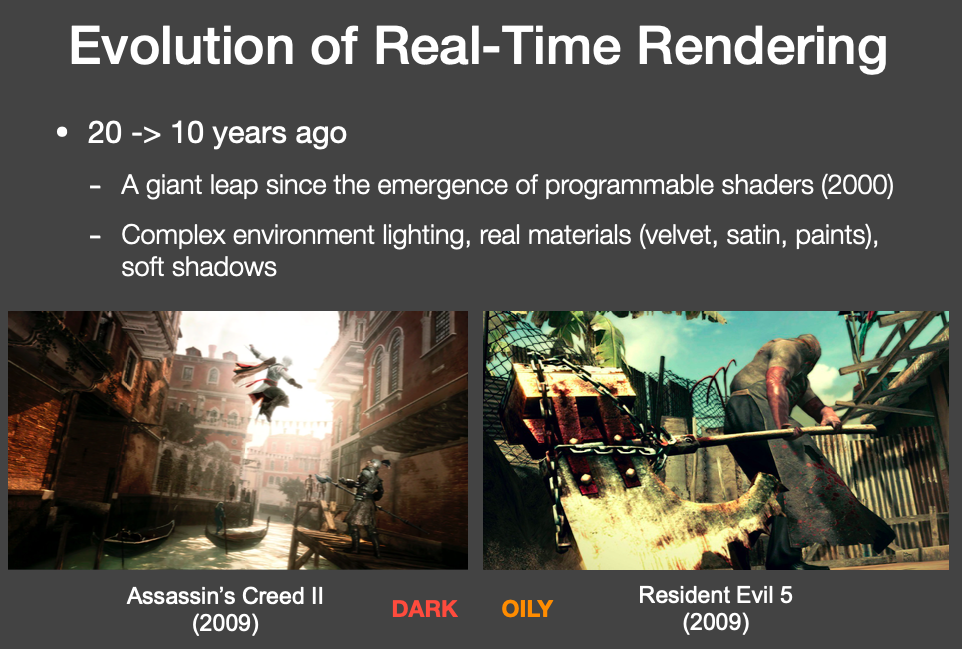 Evolution of Real-Time Rendering
• 20 -> 10 years ago
- A giant leap since the emergence of programmable shaders (2000)
- Complex environment lighting, real materials (velvet, satin, paints),
soft shadows
Assassin's Creed II
(2009)
DARK
OILY
Resident Evil 5
(2009)